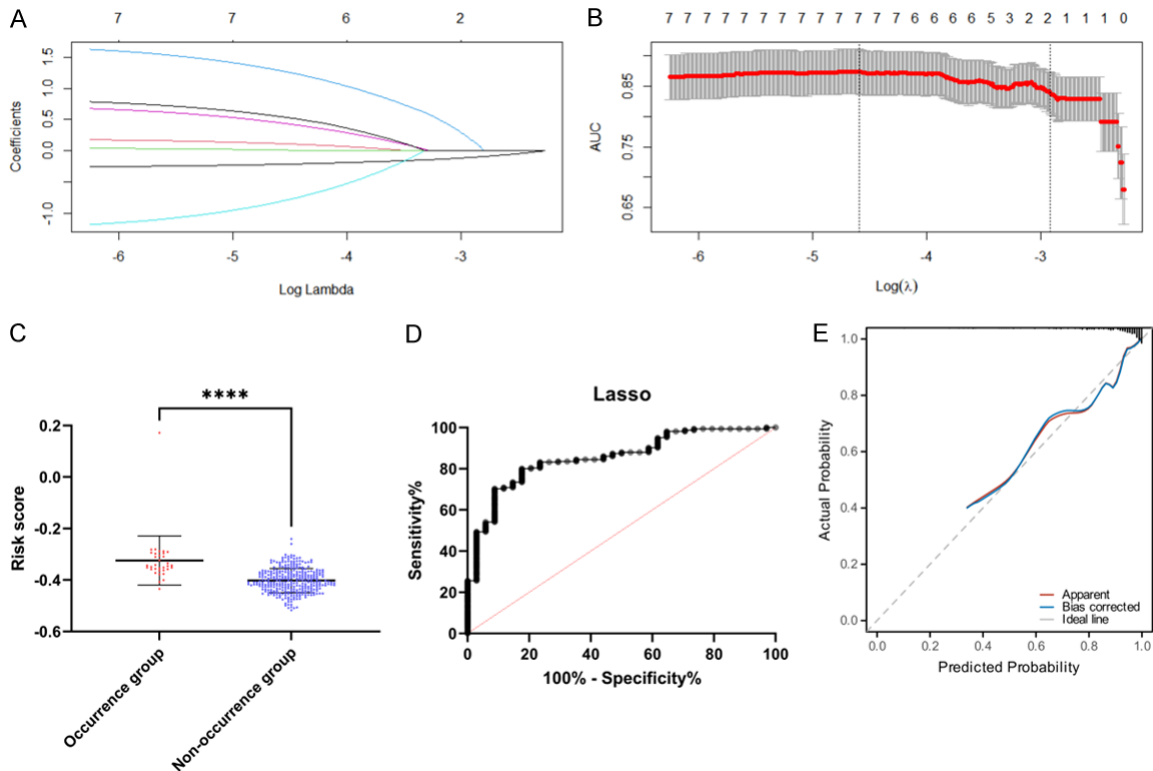 A
7 7 6 2
Coefficients
1.5
1.0
0.5
0.0
-1.0
-6 -5 -4 -3
Log Lambda
B
7 7 7 7 7 7 7 7 7 7 7 7 7 6 6 6 6 5 3 2 2 1 1 1 0
AUC
0.85
0.75
0.65
-6 -5 -4 -3
Log(λ)
C
****
Risk score
0.2
0.0
-0.2
-0.4
-0.6
Occurrence group
Non-occurrence group
D
Lasso
Sensitivity%
100
80
60
40
20
0
0 20 40 60 80 100
100% - Specificity%
E
Actual Probability
1.0
0.8
0.6
0.4
0.2
0.0
Apparent
Bias corrected
Ideal line
0.0 0.2 0.4 0.6 0.8 1.0
Predicted Probability